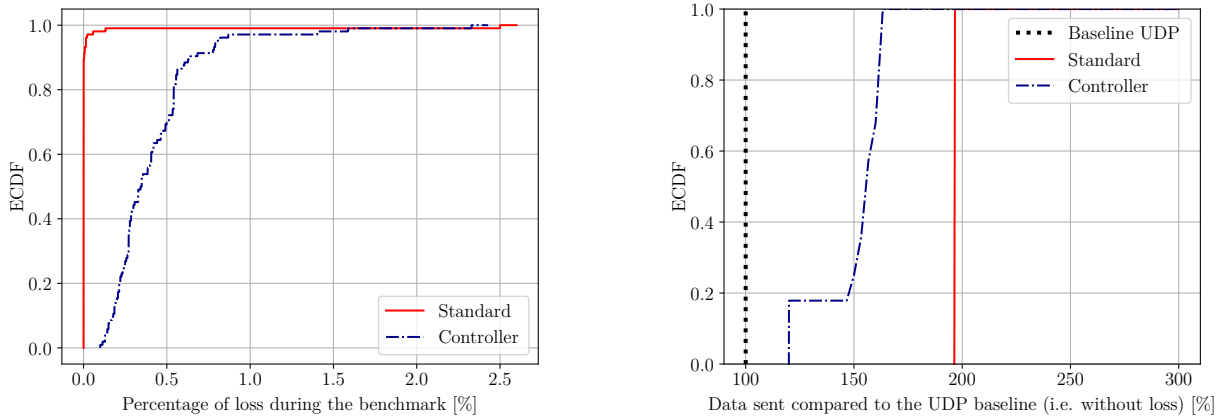 1.0
0.8
0.6
0.4
0.2
0.0
ECDF
0.0 0.5 1.0 1.5 2.0 2.5
Percentage of loss during the benchmark [%]
Standard
Controller
1.0
0.8
0.6
0.4
0.2
0.0
ECDF
100 150 200 250 300
Data sent compared to the UDP baseline (i.e. without loss) [%]
Baseline UDP
Standard
Controller